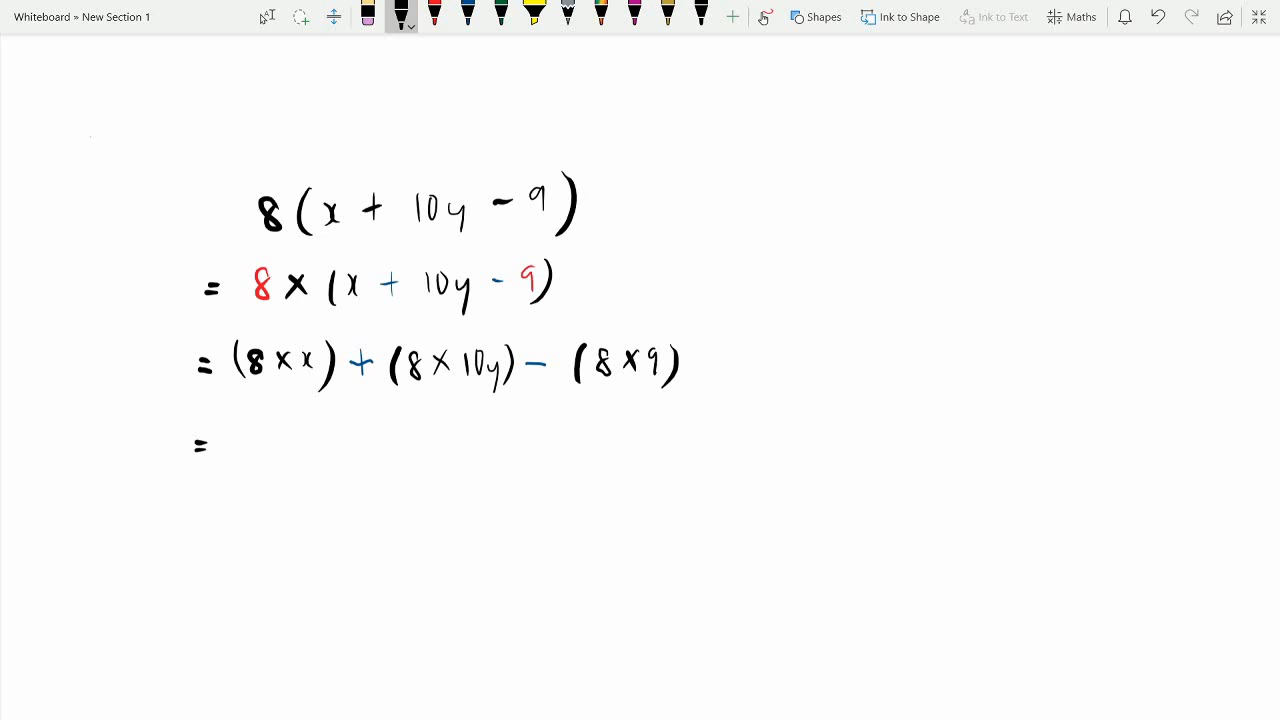 Whiteboard » New Section 1 Shapes Ink to Shape Ink to Text Maths
8(x + 10y - 9)
= 8 × (x + 10y - 9)
= (8 × x) + (8 × 10y) - (8 × 9)
=